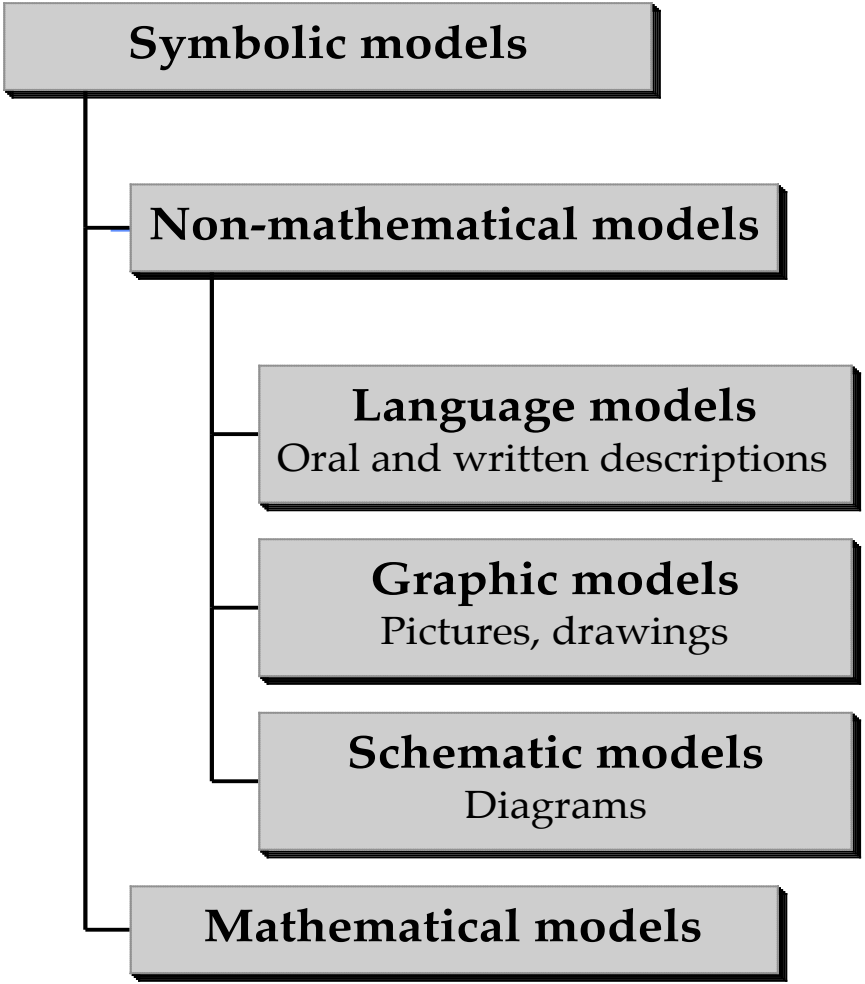 Symbolic models
Non-mathematical models
Language models
Oral and written descriptions
Graphic models
Pictures, drawings
Schematic models
Diagrams
Mathematical models